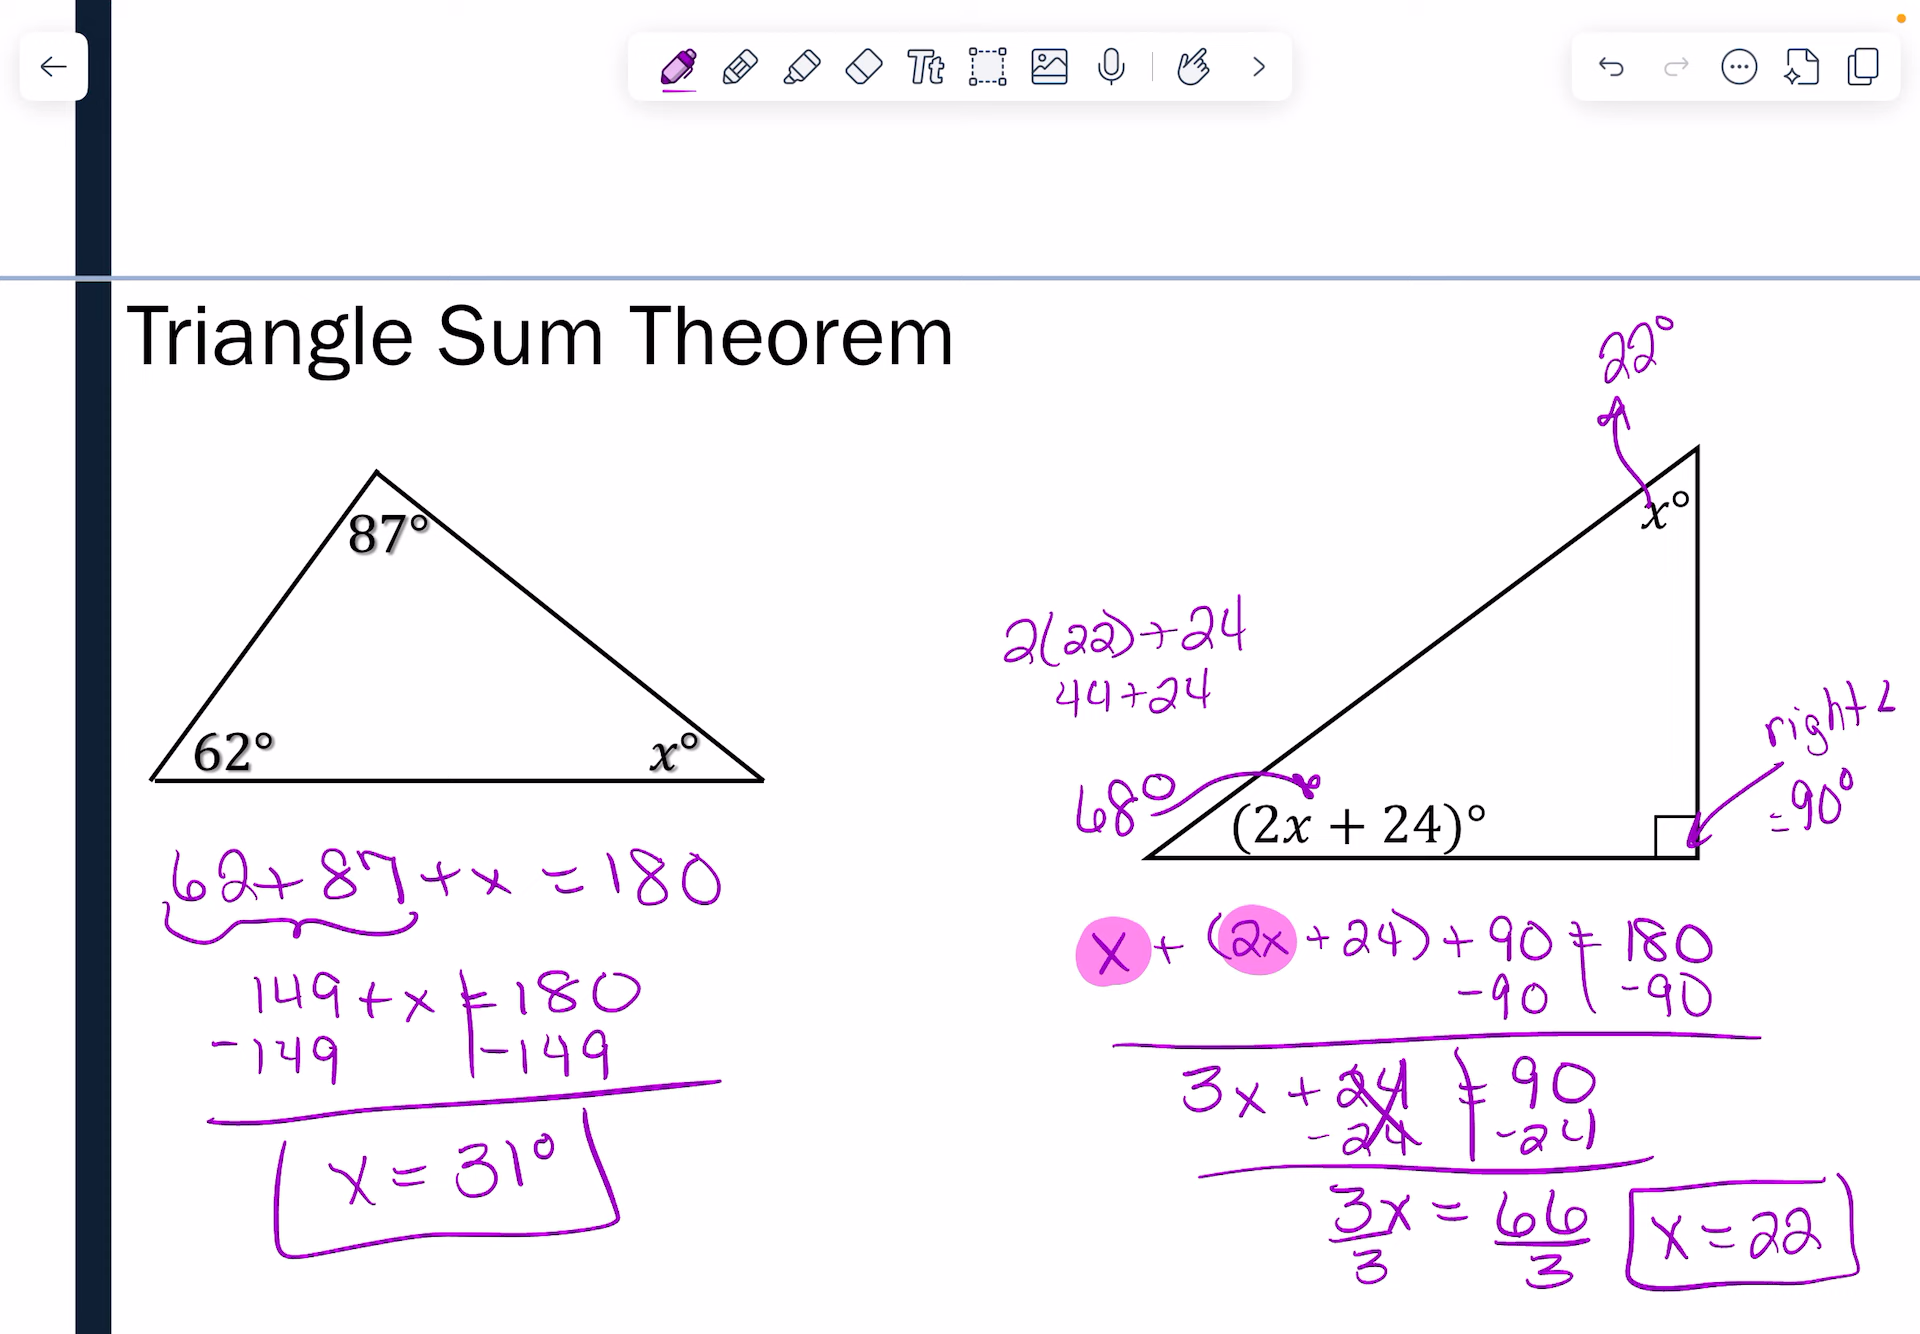 Tt
Triangle Sum Theorem
87°
62°
x°
62 + 87 + x = 180
149 + x = 180
-149 -149
x = 31°
22°
x°
2(22) + 24
44 + 24
68°
(2x + 24)°
right ∠
= 90°
x + (2x + 24) + 90 = 180
-90 -90
3x + 24 = 90
-24 -24
3x = 66
3 3
x = 22